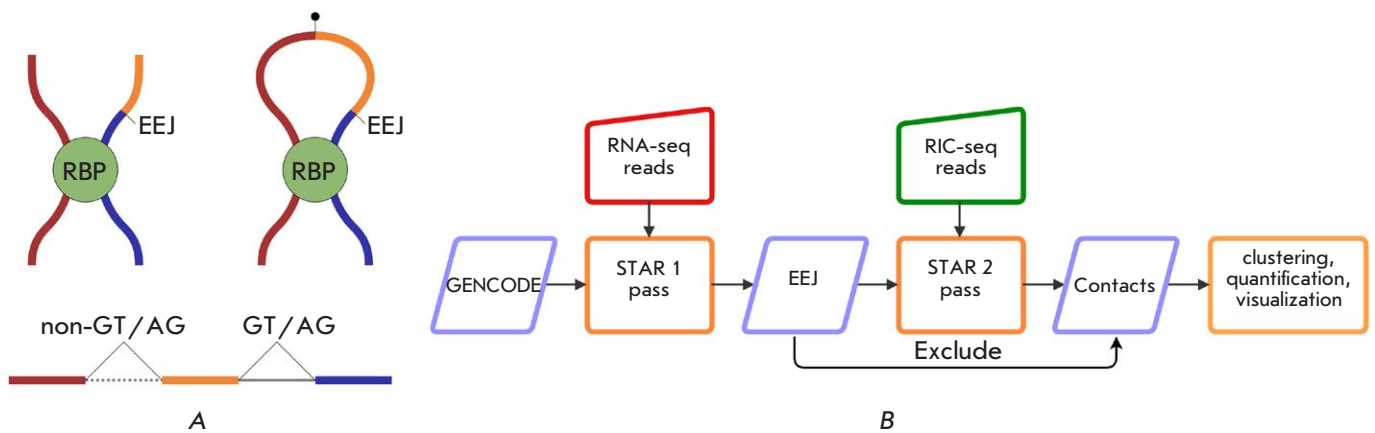 EEJ
EEJ
RBP
RBP
non-GT/AG
GT/AG
A
RNA-seq
reads
RIC-seq
reads
GENCODE
STAR 1
pass
EEJ
STAR 2
pass
Contacts
clustering,
quantification,
visualization
Exclude
B